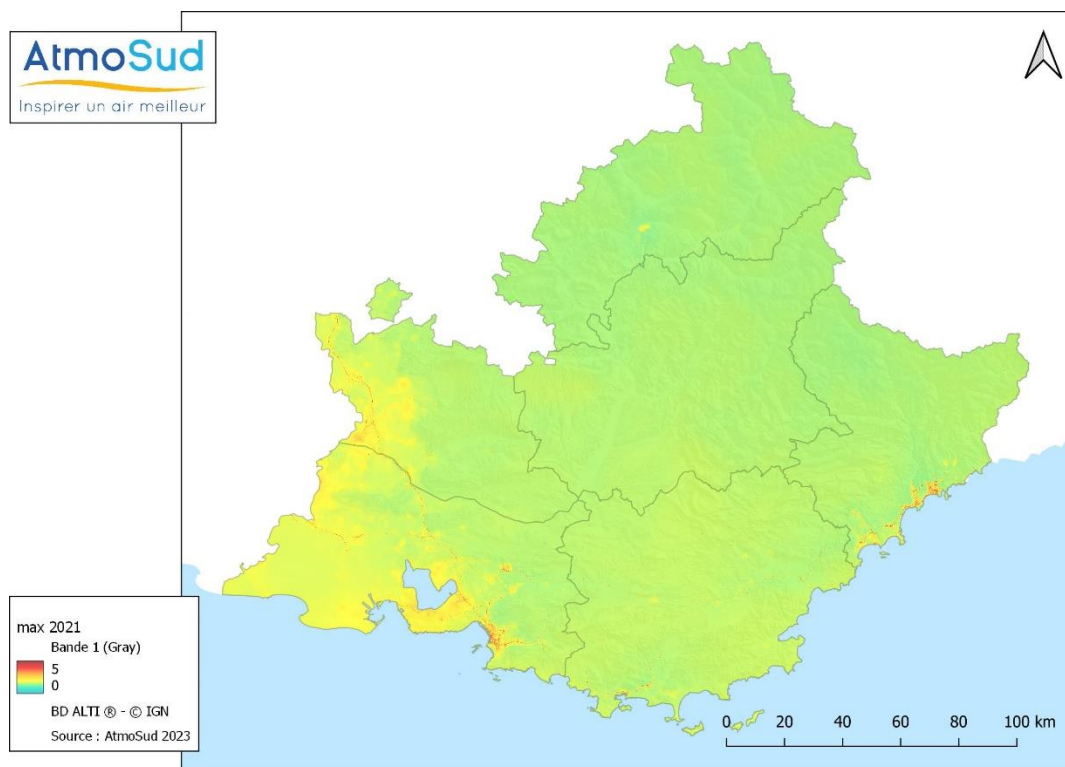 AtmoSud
Inspirer un air meilleur
max 2021
Bande 1 (Gray)
5
0
BD ALTI ® - © IGN
Source : AtmoSud 2023
0 20 40 60 80 100 km